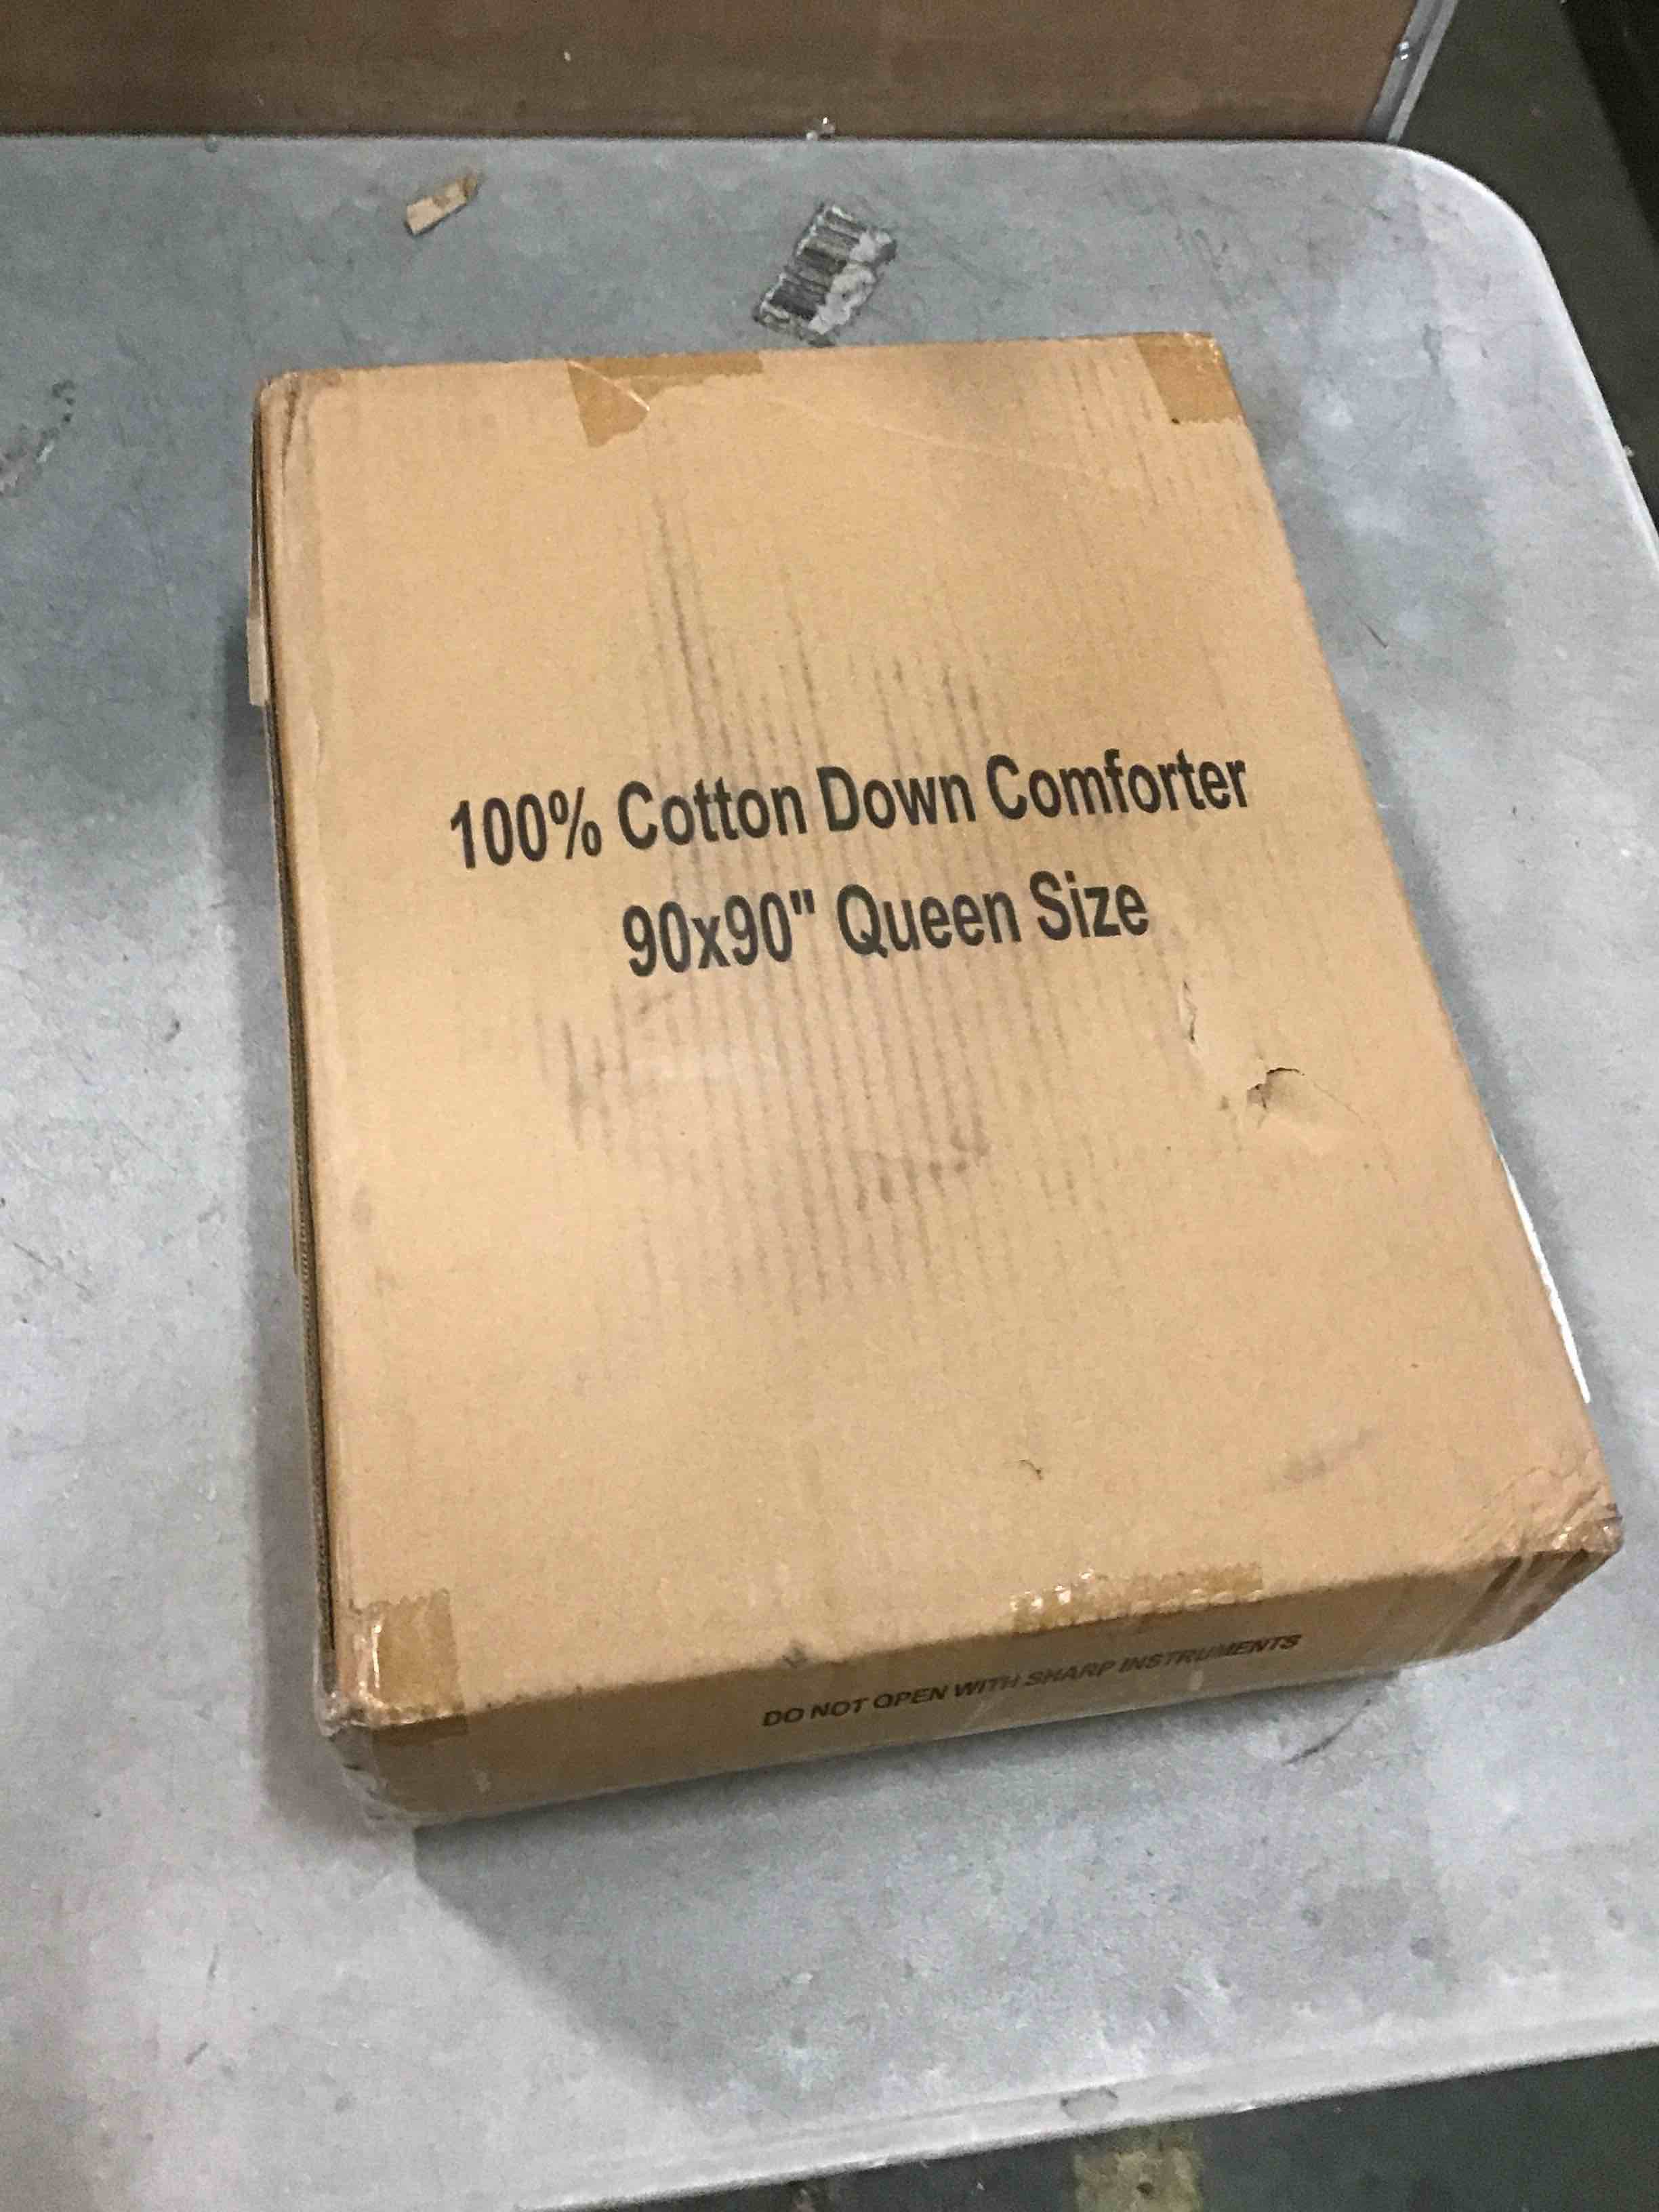 100% Cotton Down Comforter
90x90" Queen Size
DO NOT OPEN WITH SHARP INSTRUMENTS